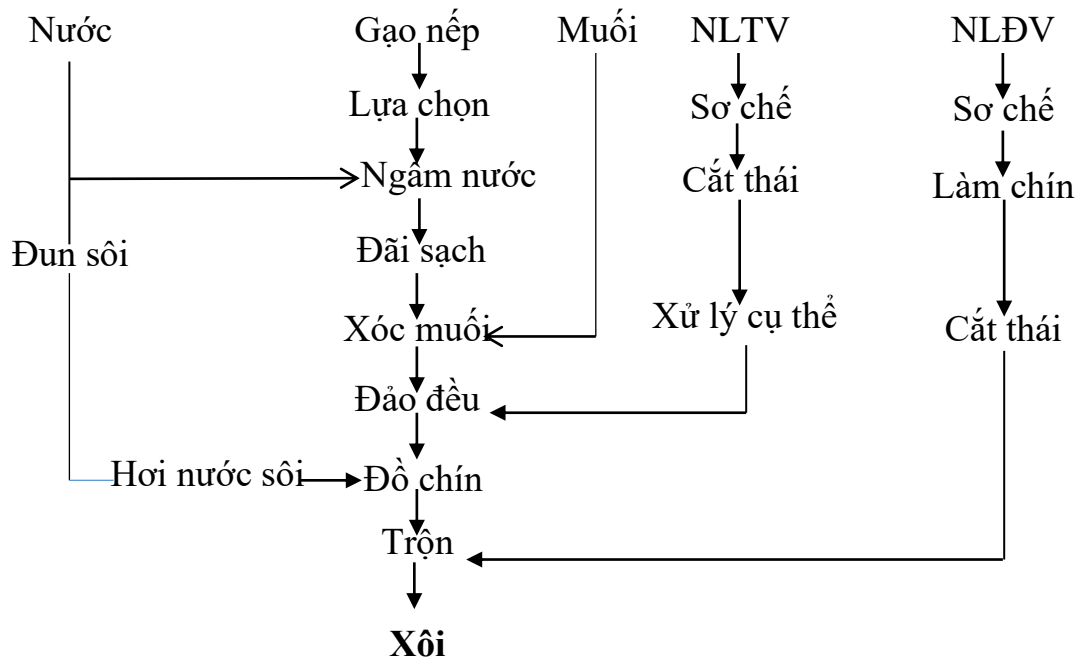 Nước Gạo nếp Muối NLTV NLĐV
Lựa chọn Sơ chế Sơ chế
Ngâm nước Cắt thái Làm chín
Đun sôi Đãi sạch
Xóc muối Xử lý cụ thể Cắt thái
Đảo đều
Hơi nước sôi Đồ chín
Trộn
Xôi